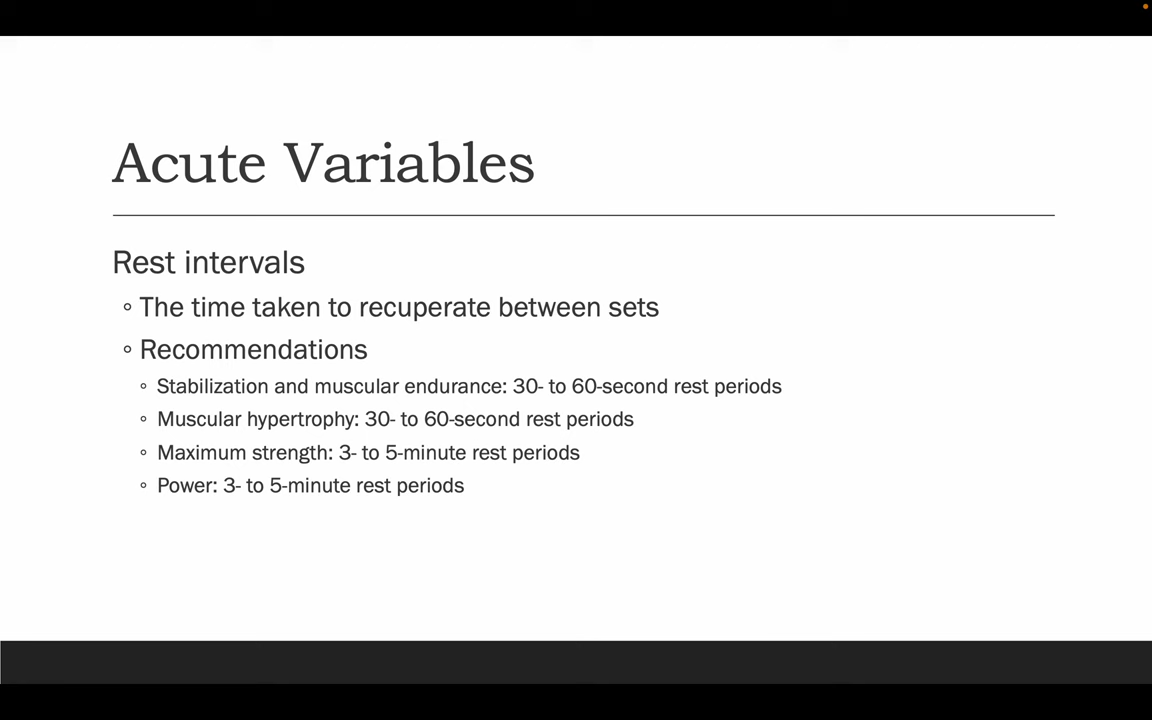 Acute Variables
Rest intervals
◦ The time taken to recuperate between sets
◦ Recommendations
◦ Stabilization and muscular endurance: 30- to 60-second rest periods
◦ Muscular hypertrophy: 30- to 60-second rest periods
◦ Maximum strength: 3- to 5-minute rest periods
◦ Power: 3- to 5-minute rest periods